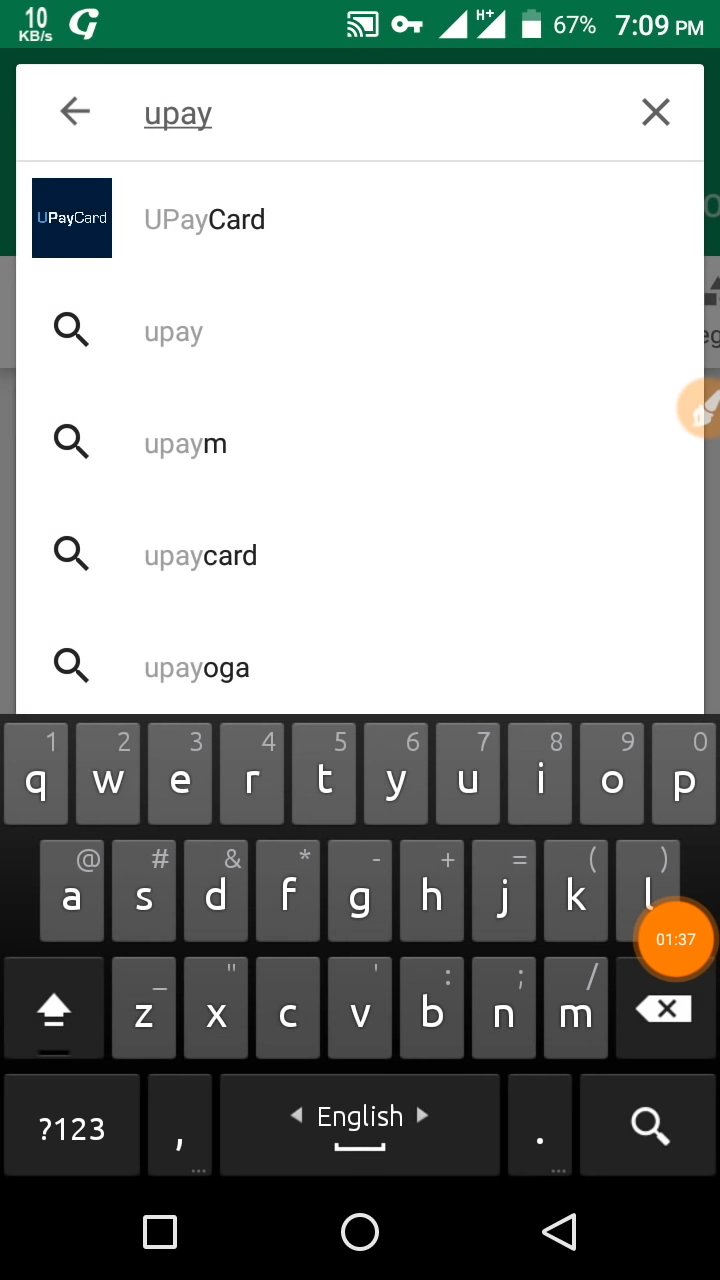 10
KB/s
H+
67%
7:09 PM
upay
UPayCard
UPayCard
upay
upaym
upaycard
upayoga
1 2 3 4 5 6 7 8 9 0
q w e r t y u i o p
@ # & * - + = ( )
a s d f g h j k l
01:37
_ " ' : ; /
z x c v b n m
?123 , English .
... ...